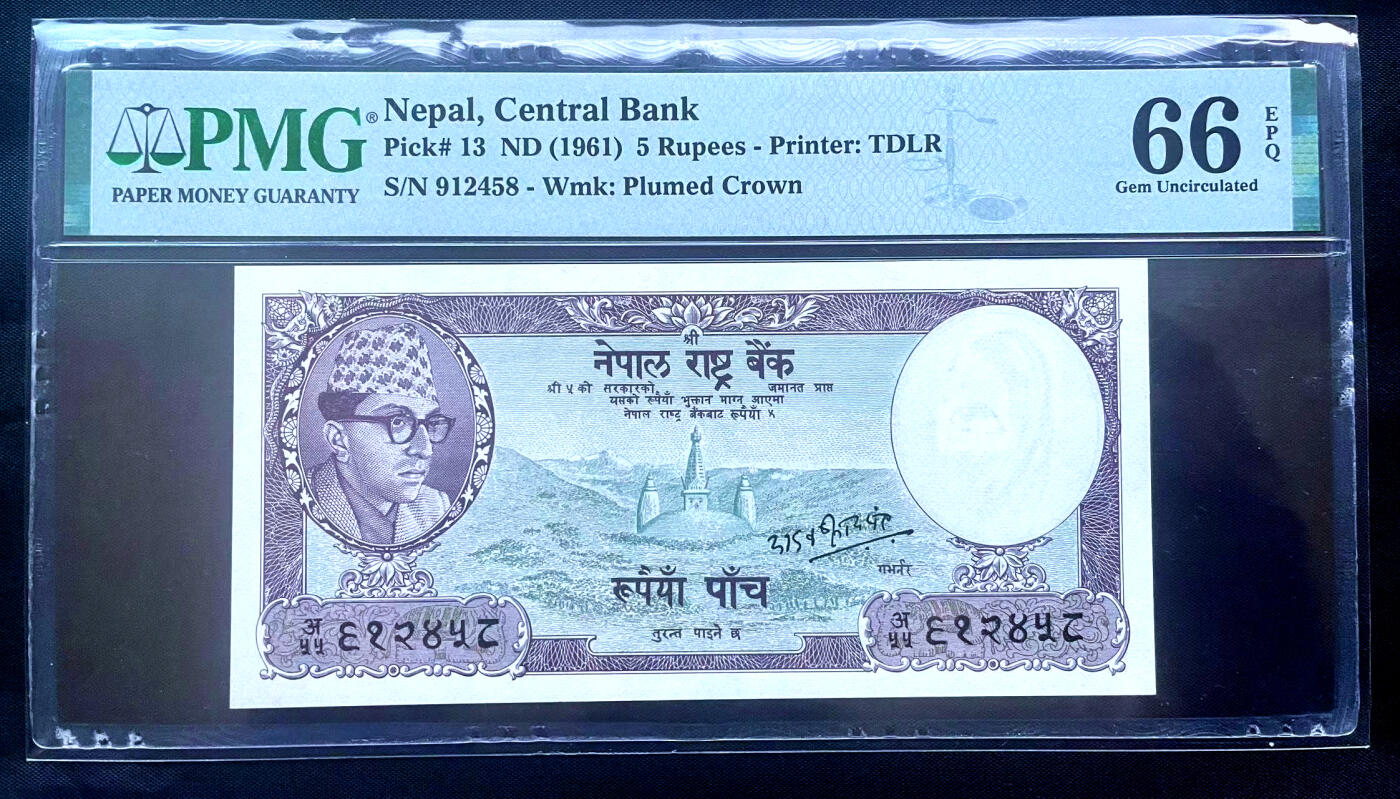 PMG®
PAPER MONEY GUARANTY
Nepal, Central Bank
Pick# 13 ND (1961) 5 Rupees - Printer: TDLR
S/N 912458 - Wmk: Plumed Crown
66
EPQ
Gem Uncirculated
श्री
नेपाल राष्ट्र बैंक
श्री ५ को सरकारको जमानत प्राप्त
यसको रूपैयाँ भुक्तान माग्न आएमा
नेपाल राष्ट्र बैंकबाट रूपैयाँ ५
गभर्नर
रूपैयाँ पाँच
तुरन्त पाइने छ
अ
५५ ९१२४५८
अ
५५ ९१२४५८